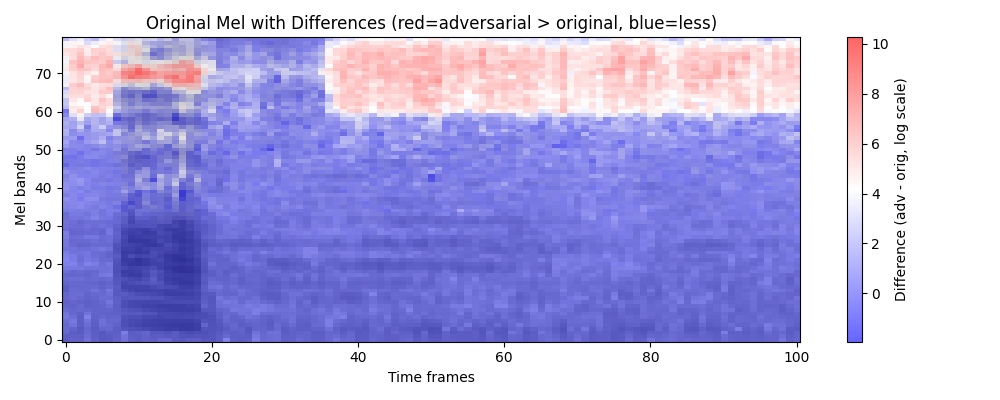 Original Mel with Differences (red=adversarial > original, blue=less)
Mel bands
70
60
50
40
30
20
10
0
0 20 40 60 80 100
Time frames
10
8
6
4
2
0
Difference (adv - orig, log scale)